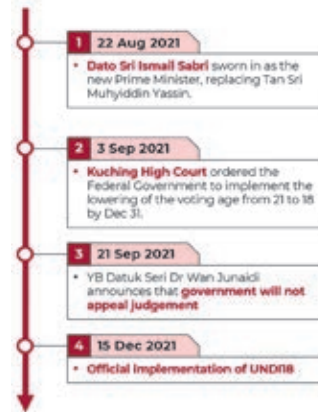 1 22 Aug 2021
• Dato Sri Ismail Sabri sworn in as the
new Prime Minister, replacing Tan Sri
Muhyiddin Yassin.
2 3 Sep 2021
• Kuching High Court ordered the
Federal Government to implement the
lowering of the voting age from 21 to 18
by Dec 31.
3 21 Sep 2021
• YB Datuk Seri Dr Wan Junaidi
announces that government will not
appeal judgement
4 15 Dec 2021
• Official implementation of UNDI18